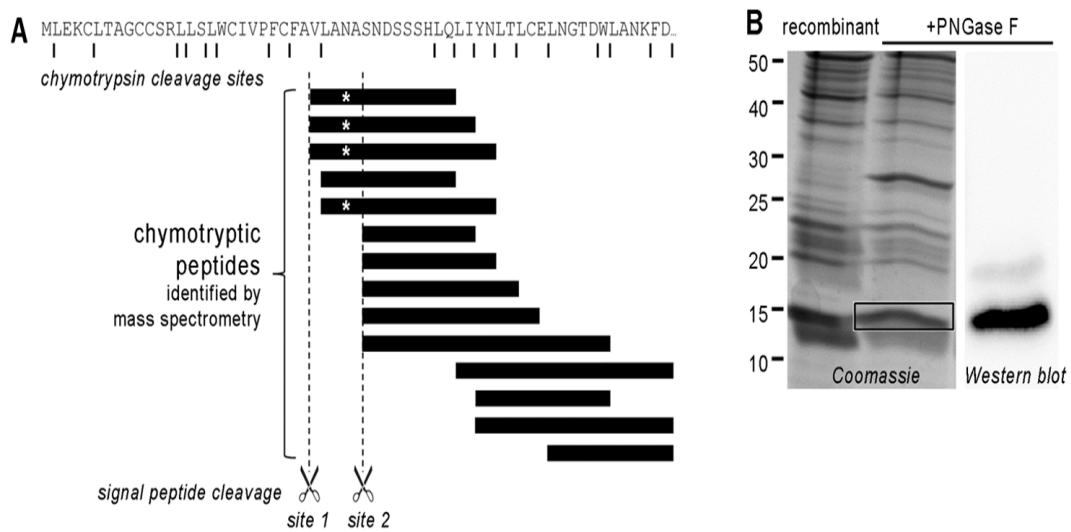 A
MLEKCLTAGCCSRLLSLWCIVPFCFAVLANASNDSSSHLQLIYNLTLCELNGTDWLANKFD…
chymotrypsin cleavage sites
*
*
*
*
chymotryptic
peptides
identified by
mass spectrometry
signal peptide cleavage
site 1
site 2
B
recombinant
+PNGase F
50
40
30
25
20
15
10
Coomassie
Western blot